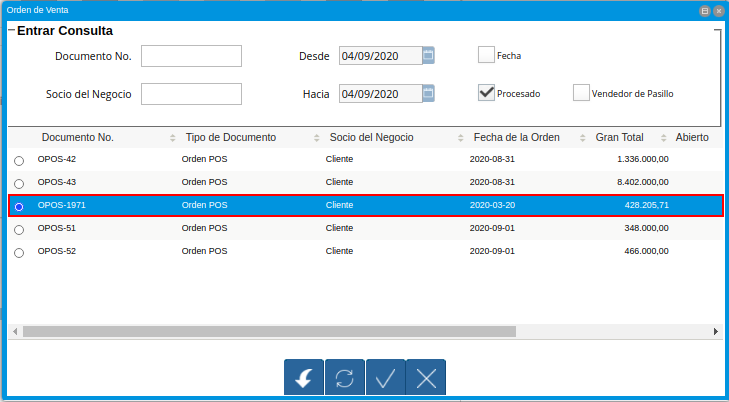 Orden de Venta
Entrar Consulta
Documento No. Desde 04/09/2020 Fecha
Socio del Negocio Hacia 04/09/2020 Procesado Vendedor de Pasillo
Documento No. Tipo de Documento Socio del Negocio Fecha de la Orden Gran Total Abierto
OPOS-42 Orden POS Cliente 2020-08-31 1.336.000,00
OPOS-43 Orden POS Cliente 2020-08-31 8.402.000,00
OPOS-1971 Orden POS Cliente 2020-03-20 428.205,71
OPOS-51 Orden POS Cliente 2020-09-01 348.000,00
OPOS-52 Orden POS Cliente 2020-09-01 466.000,00